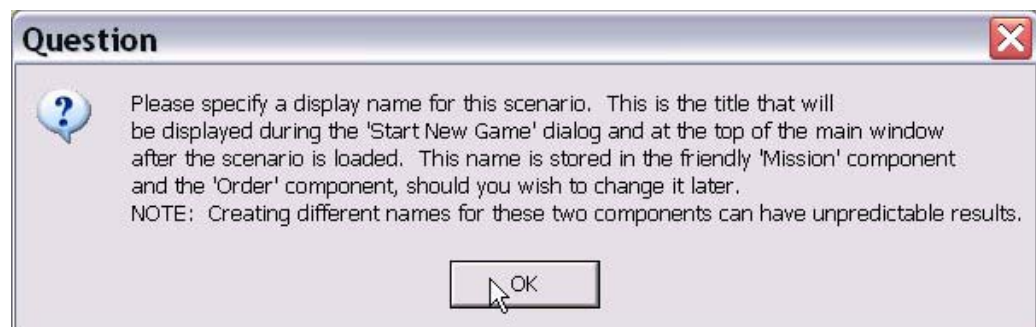 Question
Please specify a display name for this scenario.  This is the title that will
be displayed during the 'Start New Game' dialog and at the top of the main window
after the scenario is loaded.  This name is stored in the friendly 'Mission' component
and the 'Order' component, should you wish to change it later.
NOTE:  Creating different names for these two components can have unpredictable results.
OK